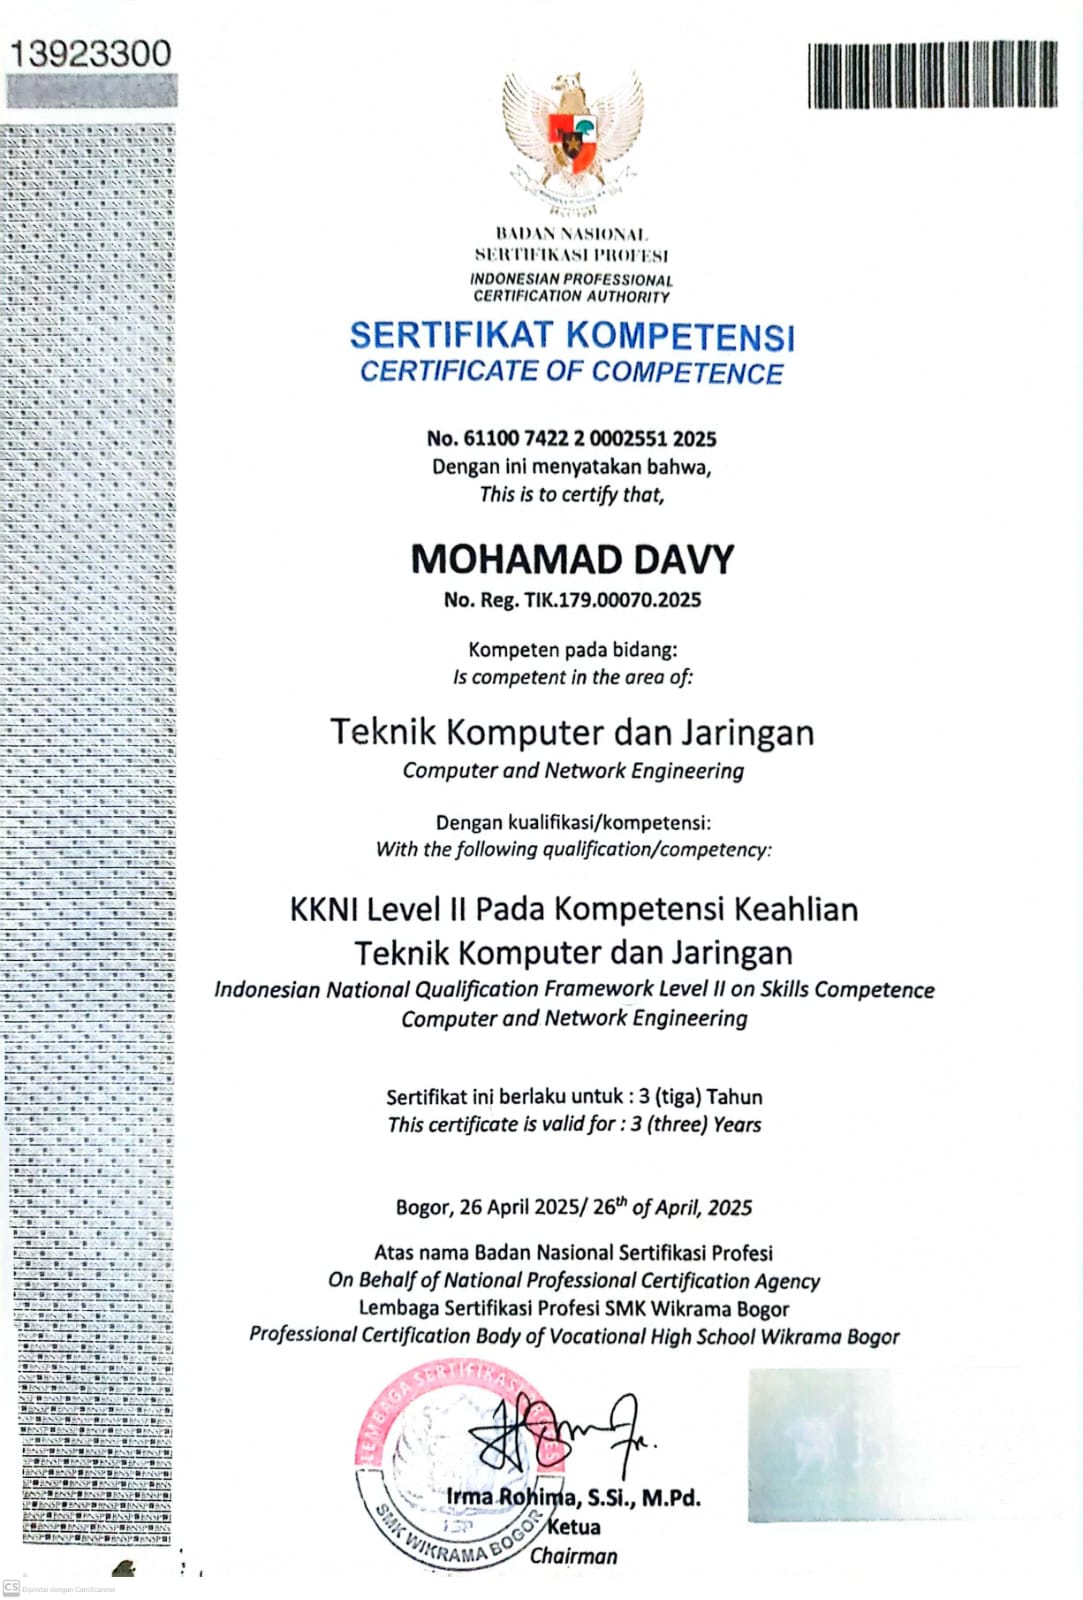 13923300
BADAN NASIONAL
SERTIFIKASI PROFESI
INDONESIAN PROFESSIONAL
CERTIFICATION AUTHORITY
SERTIFIKAT KOMPETENSI
CERTIFICATE OF COMPETENCE
No. 61100 7422 2 0002551 2025
Dengan ini menyatakan bahwa,
This is to certify that,
MOHAMAD DAVY
No. Reg. TIK.179.00070.2025
Kompeten pada bidang:
Is competent in the area of:
Teknik Komputer dan Jaringan
Computer and Network Engineering
Dengan kualifikasi/kompetensi:
With the following qualification/competency:
KKNI Level II Pada Kompetensi Keahlian
Teknik Komputer dan Jaringan
Indonesian National Qualification Framework Level II on Skills Competence
Computer and Network Engineering
Sertifikat ini berlaku untuk : 3 (tiga) Tahun
This certificate is valid for : 3 (three) Years
Bogor, 26 April 2025/ 26th of April, 2025
Atas nama Badan Nasional Sertifikasi Profesi
On Behalf of National Professional Certification Agency
Lembaga Sertifikasi Profesi SMK Wikrama Bogor
Professional Certification Body of Vocational High School Wikrama Bogor
LEMBAGA SERTIFIKASI PROFESI
Irma Rohima, S.Si., M.Pd.
LSP
SMK WIKRAMA BOGOR
Ketua
Chairman
CS Dipindai dengan CamScanner